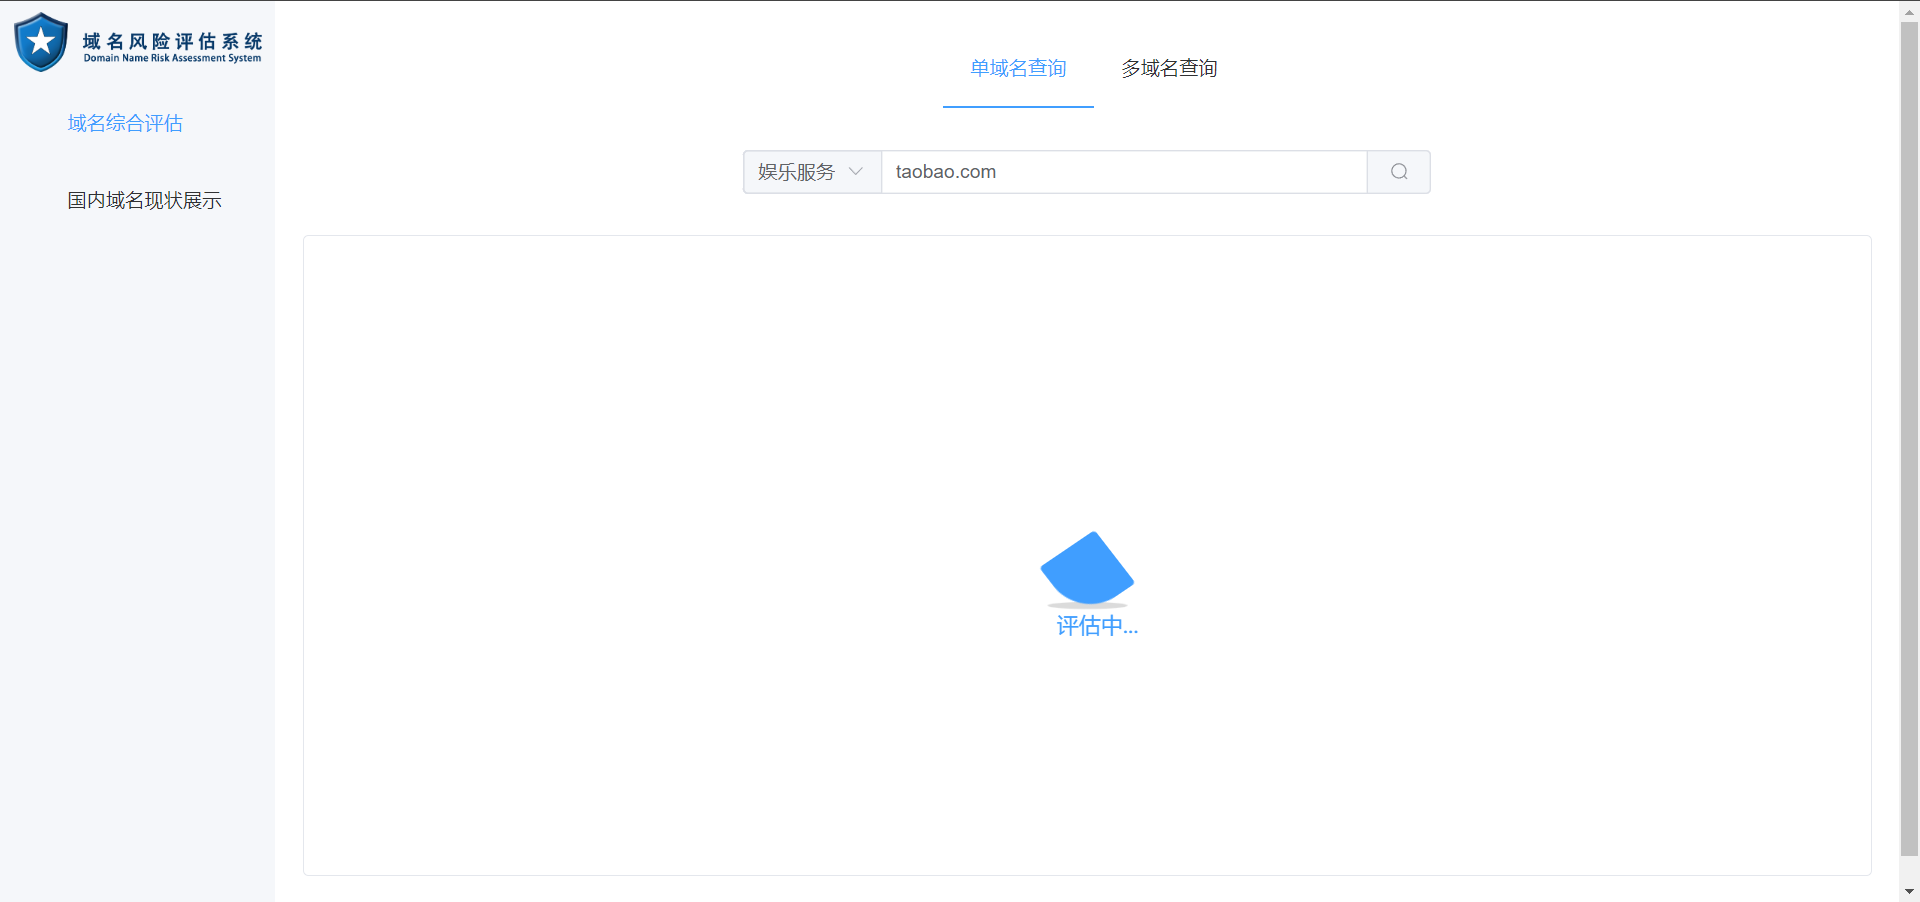 域名风险评估系统
Domain Name Risk Assessment System
域名综合评估
国内域名现状展示
单域名查询
多域名查询
娱乐服务
taobao.com
评估中...